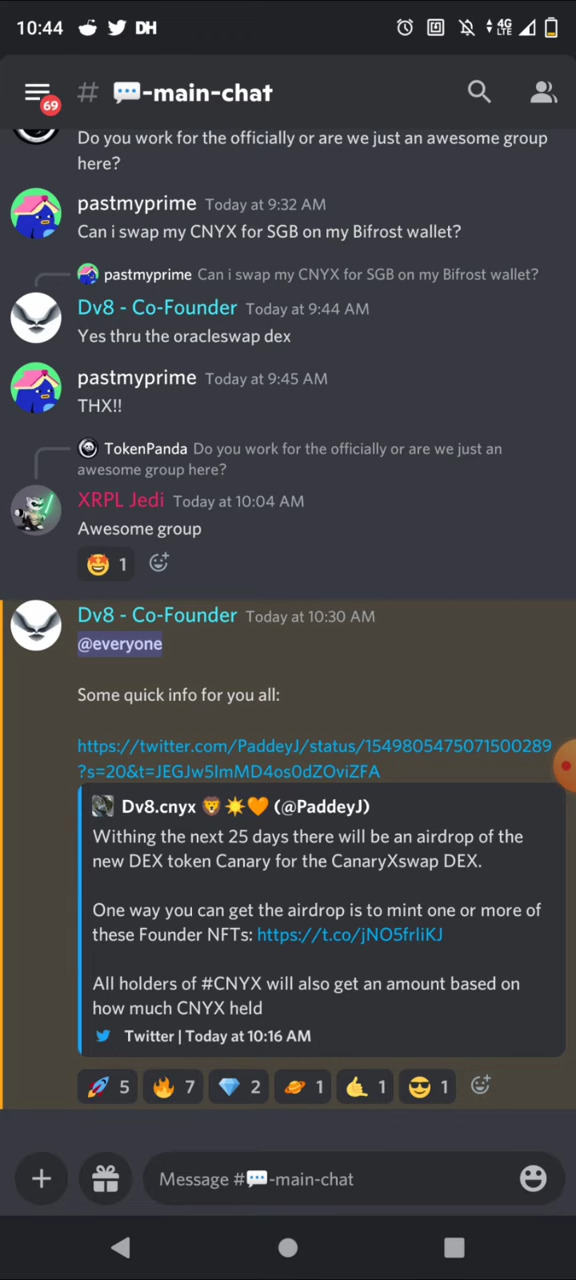 10:44 DH 4G LTE
69 # 💬-main-chat
Do you work for the officially or are we just an awesome group
here?
pastmyprime Today at 9:32 AM
Can i swap my CNYX for SGB on my Bifrost wallet?
pastmyprime Can i swap my CNYX for SGB on my Bifrost wallet?
Dv8 - Co-Founder Today at 9:44 AM
Yes thru the oracleswap dex
pastmyprime Today at 9:45 AM
THX!!
TokenPanda Do you work for the officially or are we just an
awesome group here?
XRPL Jedi Today at 10:04 AM
Awesome group
🤩 1
Dv8 - Co-Founder Today at 10:30 AM
@everyone
Some quick info for you all:
https://twitter.com/PaddeyJ/status/1549805475071500289
?s=20&t=JEGJw5lmMD4os0dZOviZFA
Dv8.cnyx 🦁☀️🧡 (@PaddeyJ)
Withing the next 25 days there will be an airdrop of the
new DEX token Canary for the CanaryXswap DEX.
One way you can get the airdrop is to mint one or more of
these Founder NFTs: https://t.co/jNO5frliKJ
All holders of #CNYX will also get an amount based on
how much CNYX held
Twitter | Today at 10:16 AM
🚀 5 🔥 7 💎 2 🪐 1 🤙 1 😎 1
Message #💬-main-chat